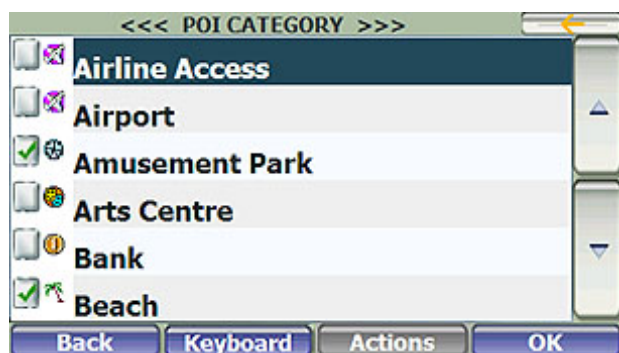 <<< POI CATEGORY >>>
Airline Access
Airport
Amusement Park
Arts Centre
Bank
Beach
Back Keyboard Actions OK